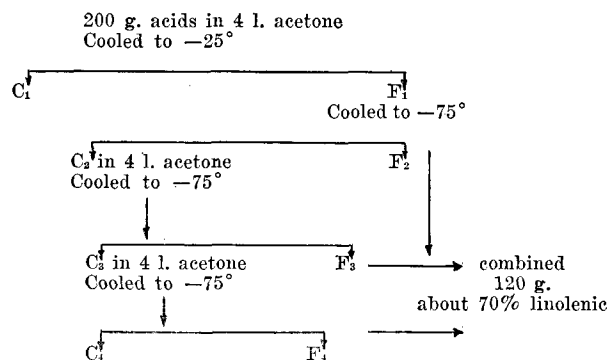 200 g. acids in 4 l. acetone
Cooled to −25°
C₁
F₁
Cooled to −75°
C₂ in 4 l. acetone
Cooled to −75°
F₂
C₃ in 4 l. acetone
Cooled to −75°
F₃
combined
120 g.
about 70% linolenic
C₄
F₄